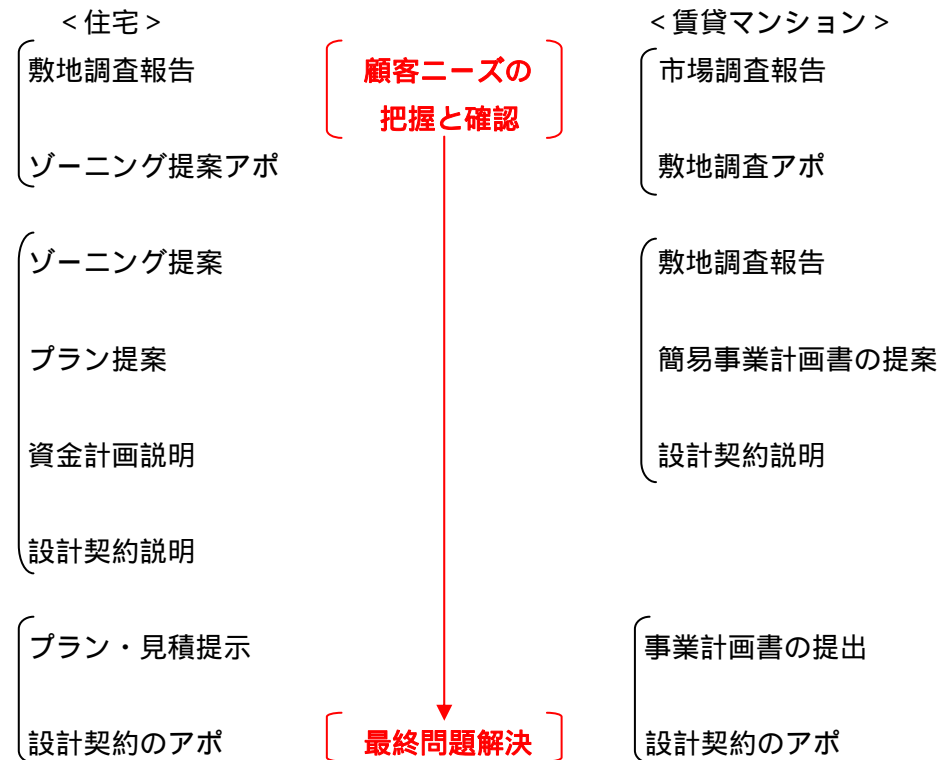 ＜住宅＞
＜賃貸マンション＞
敷地調査報告
顧客ニーズの
市場調査報告
把握と確認
ゾーニング提案アポ
敷地調査アポ
ゾーニング提案
敷地調査報告
プラン提案
簡易事業計画書の提案
資金計画説明
設計契約説明
設計契約説明
プラン・見積提示
事業計画書の提出
設計契約のアポ
最終問題解決
設計契約のアポ